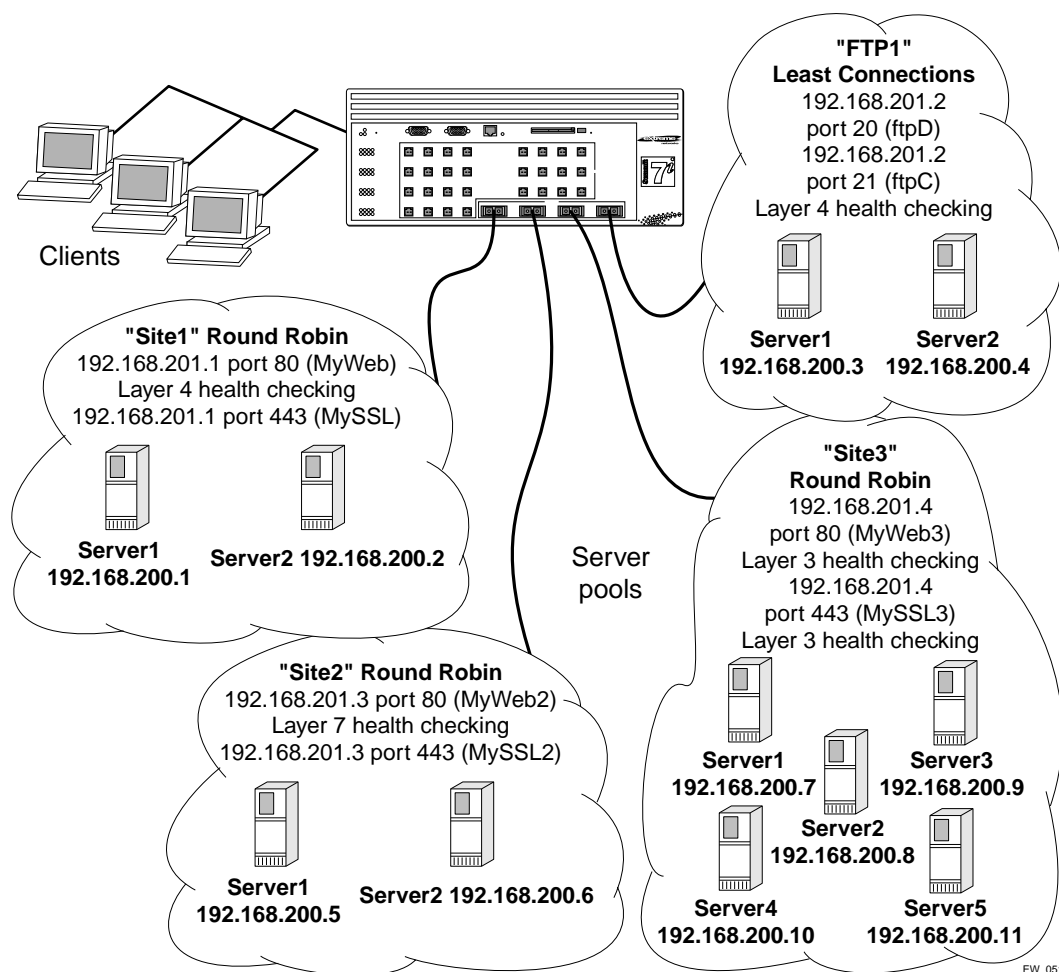 "FTP1"
Least Connections
192.168.201.2
port 20 (ftpD)
192.168.201.2
port 21 (ftpC)
Layer 4 health checking
Server1
192.168.200.3
Server2
192.168.200.4
Clients
"Site1" Round Robin
192.168.201.1 port 80 (MyWeb)
Layer 4 health checking
192.168.201.1 port 443 (MySSL)
Server1
192.168.200.1
Server2 192.168.200.2
Server
pools
"Site3"
Round Robin
192.168.201.4
port 80 (MyWeb3)
Layer 3 health checking
192.168.201.4
port 443 (MySSL3)
Layer 3 health checking
Server1
192.168.200.7
Server2
192.168.200.8
Server3
192.168.200.9
Server4
192.168.200.10
Server5
192.168.200.11
"Site2" Round Robin
192.168.201.3 port 80 (MyWeb2)
Layer 7 health checking
192.168.201.3 port 443 (MySSL2)
Server1
192.168.200.5
Server2 192.168.200.6
7i